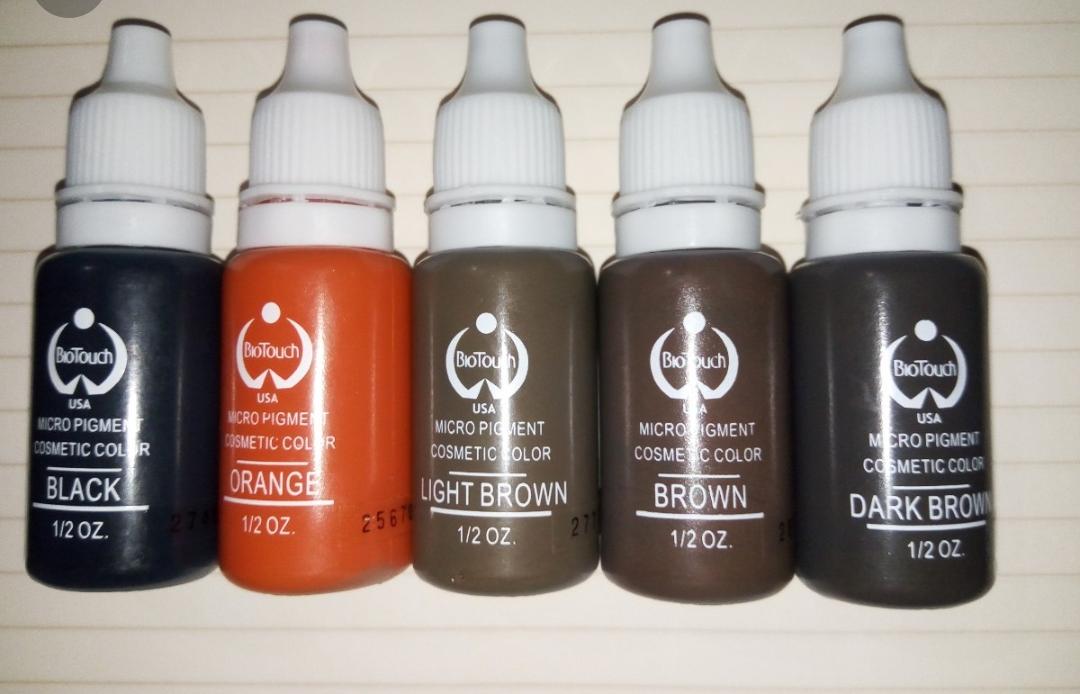 BioTouch
USA
MICRO PIGMENT
COSMETIC COLOR
BLACK
1/2 OZ.
BioTouch
USA
MICRO PIGMENT
COSMETIC COLOR
ORANGE
1/2 OZ.
2567
BioTouch
USA
MICRO PIGMENT
COSMETIC COLOR
LIGHT BROWN
1/2 OZ.
BioTouch
USA
MICRO PIGMENT
COSMETIC COLOR
BROWN
1/2 OZ.
BioTouch
USA
MICRO PIGMENT
COSMETIC COLOR
DARK BROWN
1/2 OZ.